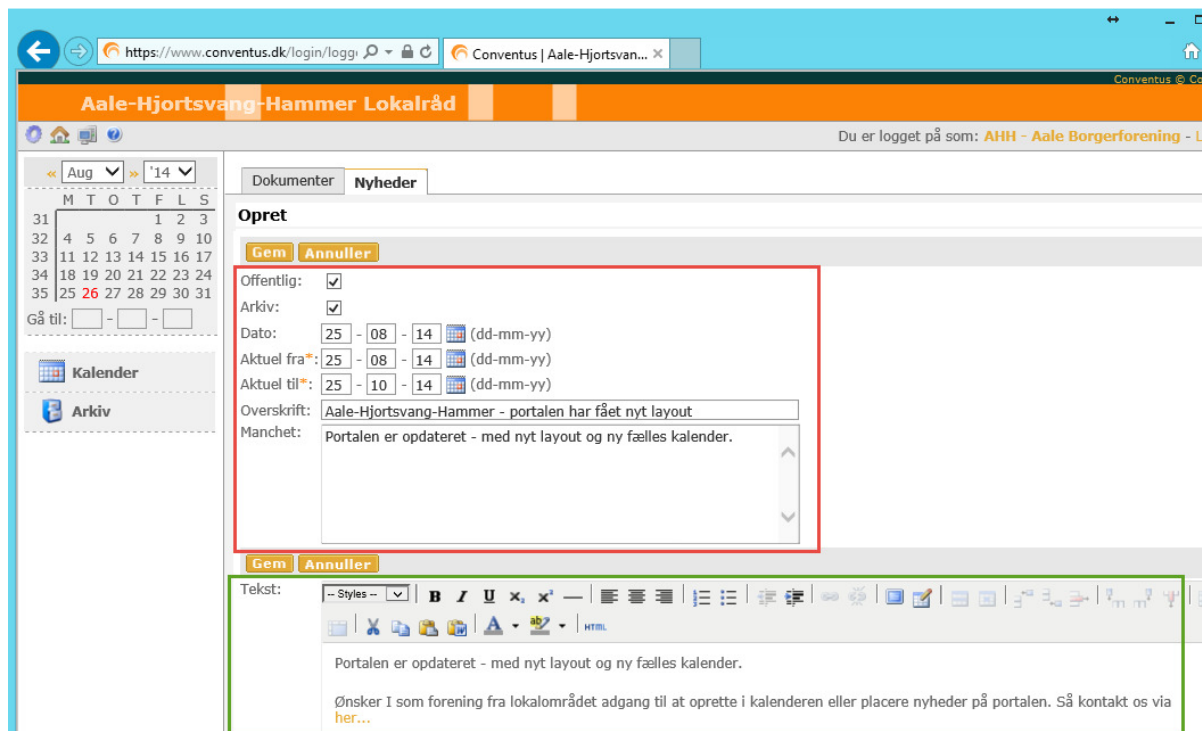 https://www.conventus.dk/login/logg
Conventus | Aale-Hjortsvan...
Conventus © Co
Aale-Hjortsvang-Hammer Lokalråd
Du er logget på som: AHH - Aale Borgerforening - L
« Aug » '14
M T O T F L S
31 1 2 3
32 4 5 6 7 8 9 10
33 11 12 13 14 15 16 17
34 18 19 20 21 22 23 24
35 25 26 27 28 29 30 31
Gå til: - -
Kalender
Arkiv
Dokumenter Nyheder
Opret
Gem Annuller
Offentlig:
Arkiv:
Dato: 25 - 08 - 14 (dd-mm-yy)
Aktuel fra*: 25 - 08 - 14 (dd-mm-yy)
Aktuel til*: 25 - 10 - 14 (dd-mm-yy)
Overskrift: Aale-Hjortsvang-Hammer - portalen har fået nyt layout
Manchet: Portalen er opdateret - med nyt layout og ny fælles kalender.
Gem Annuller
Tekst: -- Styles -- B I U x₂ x² — 
A ab HTML
Portalen er opdateret - med nyt layout og ny fælles kalender.
Ønsker I som forening fra lokalområdet adgang til at oprette i kalenderen eller placere nyheder på portalen. Så kontakt os via
her...